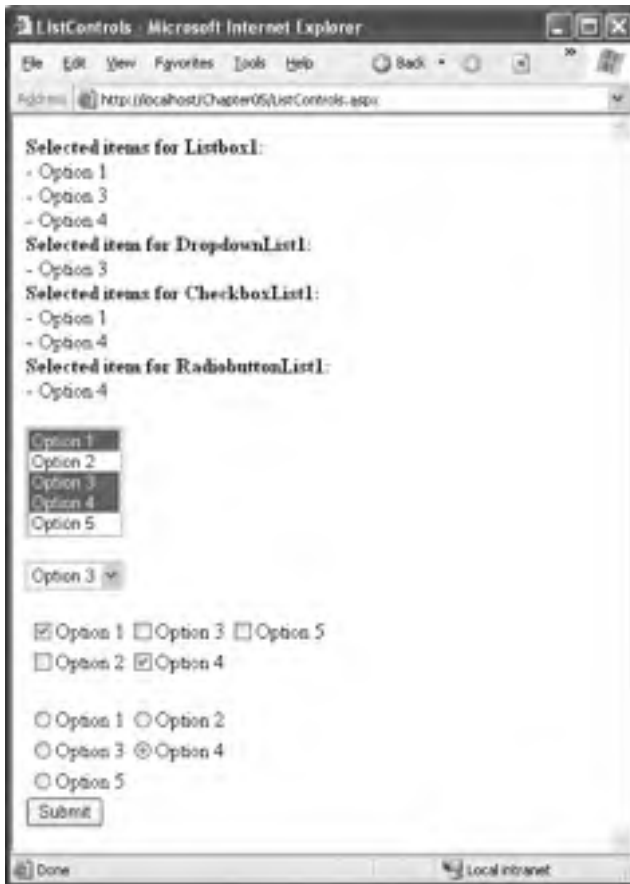 ListControls - Microsoft Internet Explorer
File Edit View Favorites Tools Help Back »
Address http://localhost/Chapter05/ListControls.aspx
Selected items for Listbox1:
- Option 1
- Option 3
- Option 4
Selected item for DropdownList1:
- Option 3
Selected items for CheckboxList1:
- Option 1
- Option 4
Selected item for RadiobuttonList1:
- Option 4
Option 1
Option 2
Option 3
Option 4
Option 5
Option 3
Option 1 Option 3 Option 5
Option 2 Option 4
Option 1 Option 2
Option 3 Option 4
Option 5
Submit
Done Local intranet